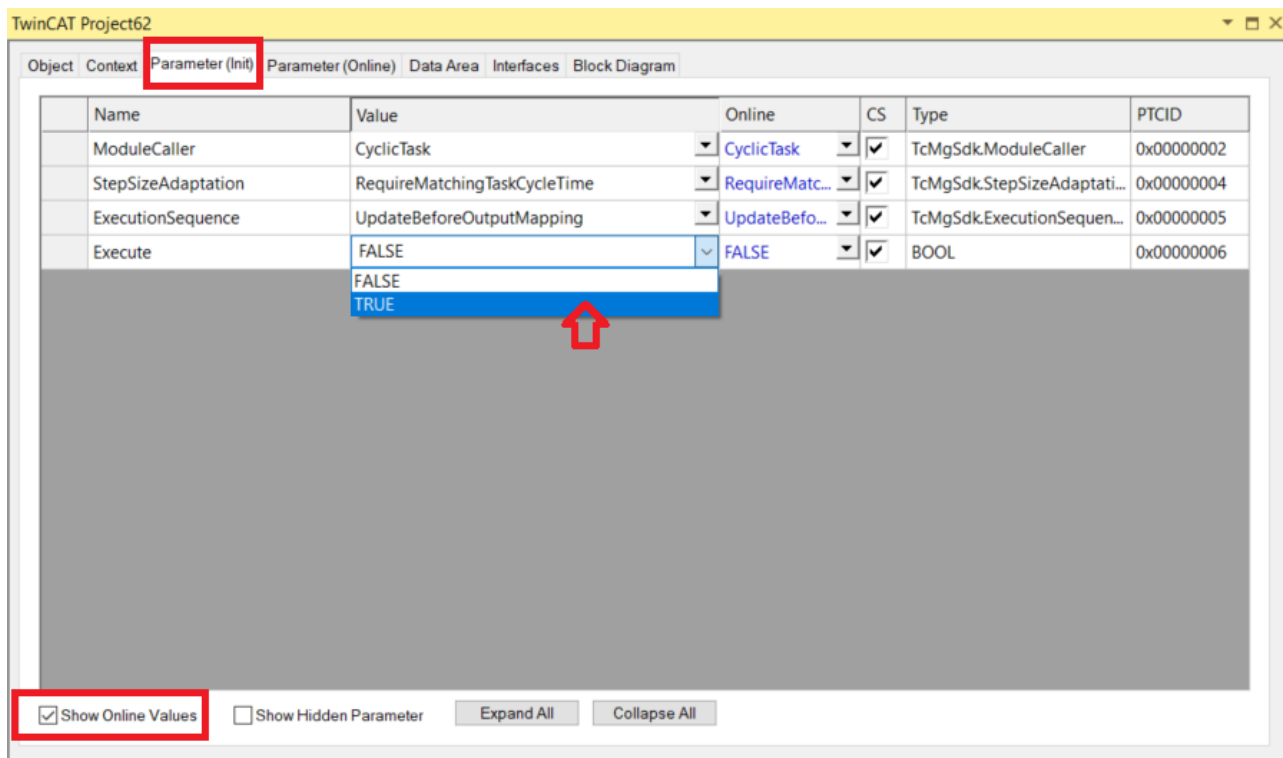 TwinCAT Project62
Object Context Parameter (Init) Parameter (Online) Data Area Interfaces Block Diagram
Name Value Online CS Type PTCID
ModuleCaller CyclicTask CyclicTask TcMgSdk.ModuleCaller 0x00000002
StepSizeAdaptation RequireMatchingTaskCycleTime RequireMatc... TcMgSdk.StepSizeAdaptati... 0x00000004
ExecutionSequence UpdateBeforeOutputMapping UpdateBefo... TcMgSdk.ExecutionSequen... 0x00000005
Execute FALSE FALSE BOOL 0x00000006
FALSE
TRUE
Show Online Values Show Hidden Parameter Expand All Collapse All